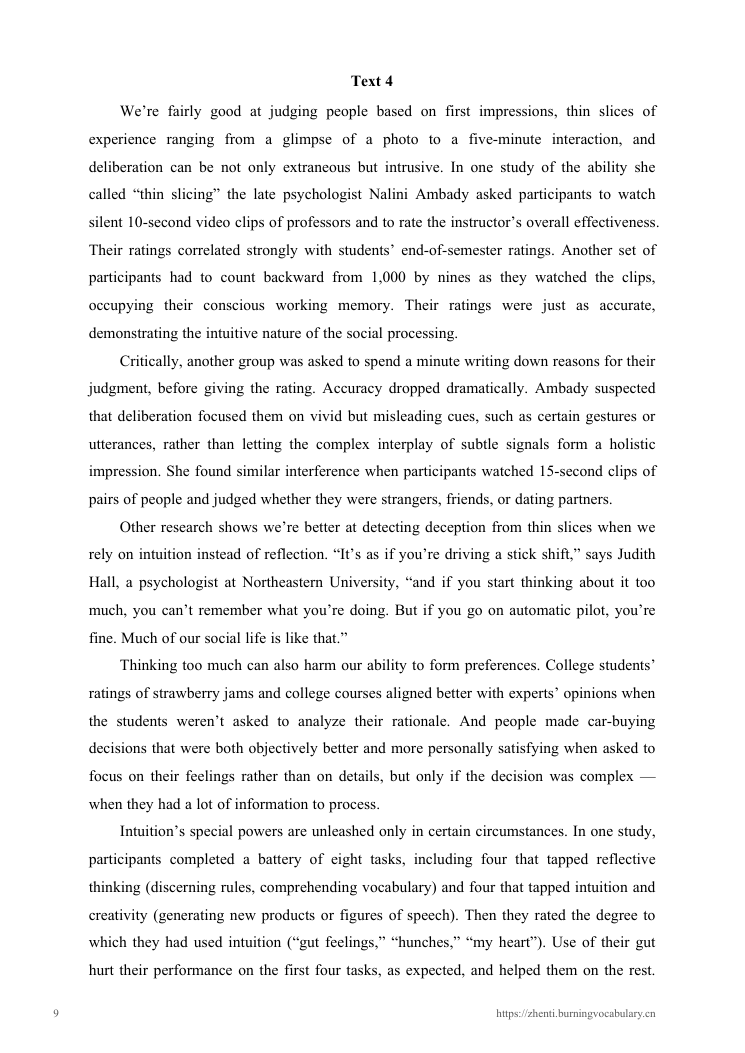 Text 4
We’re fairly good at judging people based on first impressions, thin slices of
experience ranging from a glimpse of a photo to a five-minute interaction, and
deliberation can be not only extraneous but intrusive. In one study of the ability she
called “thin slicing” the late psychologist Nalini Ambady asked participants to watch
silent 10-second video clips of professors and to rate the instructor’s overall effectiveness.
Their ratings correlated strongly with students’ end-of-semester ratings. Another set of
participants had to count backward from 1,000 by nines as they watched the clips,
occupying their conscious working memory. Their ratings were just as accurate,
demonstrating the intuitive nature of the social processing.
Critically, another group was asked to spend a minute writing down reasons for their
judgment, before giving the rating. Accuracy dropped dramatically. Ambady suspected
that deliberation focused them on vivid but misleading cues, such as certain gestures or
utterances, rather than letting the complex interplay of subtle signals form a holistic
impression. She found similar interference when participants watched 15-second clips of
pairs of people and judged whether they were strangers, friends, or dating partners.
Other research shows we’re better at detecting deception from thin slices when we
rely on intuition instead of reflection. “It’s as if you’re driving a stick shift,” says Judith
Hall, a psychologist at Northeastern University, “and if you start thinking about it too
much, you can’t remember what you’re doing. But if you go on automatic pilot, you’re
fine. Much of our social life is like that.”
Thinking too much can also harm our ability to form preferences. College students’
ratings of strawberry jams and college courses aligned better with experts’ opinions when
the students weren’t asked to analyze their rationale. And people made car-buying
decisions that were both objectively better and more personally satisfying when asked to
focus on their feelings rather than on details, but only if the decision was complex —
when they had a lot of information to process.
Intuition’s special powers are unleashed only in certain circumstances. In one study,
participants completed a battery of eight tasks, including four that tapped reflective
thinking (discerning rules, comprehending vocabulary) and four that tapped intuition and
creativity (generating new products or figures of speech). Then they rated the degree to
which they had used intuition (“gut feelings,” “hunches,” “my heart”). Use of their gut
hurt their performance on the first four tasks, as expected, and helped them on the rest.
9
https://zhenti.burningvocabulary.cn